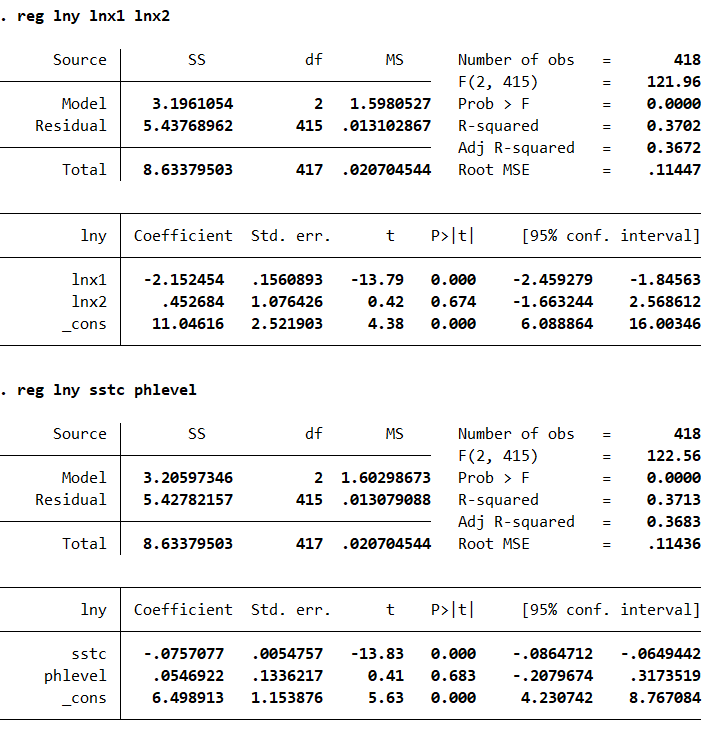 . reg lny lnx1 lnx2
Source SS df MS Number of obs = 418
F(2, 415) = 121.96
Model 3.1961054 2 1.5980527 Prob > F = 0.0000
Residual 5.43768962 415 .013102867 R-squared = 0.3702
Adj R-squared = 0.3672
Total 8.63379503 417 .020704544 Root MSE = .11447
lny Coefficient Std. err. t P>|t| [95% conf. interval]
lnx1 -2.152454 .1560893 -13.79 0.000 -2.459279 -1.84563
lnx2 .452684 1.076426 0.42 0.674 -1.663244 2.568612
_cons 11.04616 2.521903 4.38 0.000 6.088864 16.00346
. reg lny sstc phlevel
Source SS df MS Number of obs = 418
F(2, 415) = 122.56
Model 3.20597346 2 1.60298673 Prob > F = 0.0000
Residual 5.42782157 415 .013079088 R-squared = 0.3713
Adj R-squared = 0.3683
Total 8.63379503 417 .020704544 Root MSE = .11436
lny Coefficient Std. err. t P>|t| [95% conf. interval]
sstc -.0757077 .0054757 -13.83 0.000 -.0864712 -.0649442
phlevel .0546922 .1336217 0.41 0.683 -.2079674 .3173519
_cons 6.498913 1.153876 5.63 0.000 4.230742 8.767084